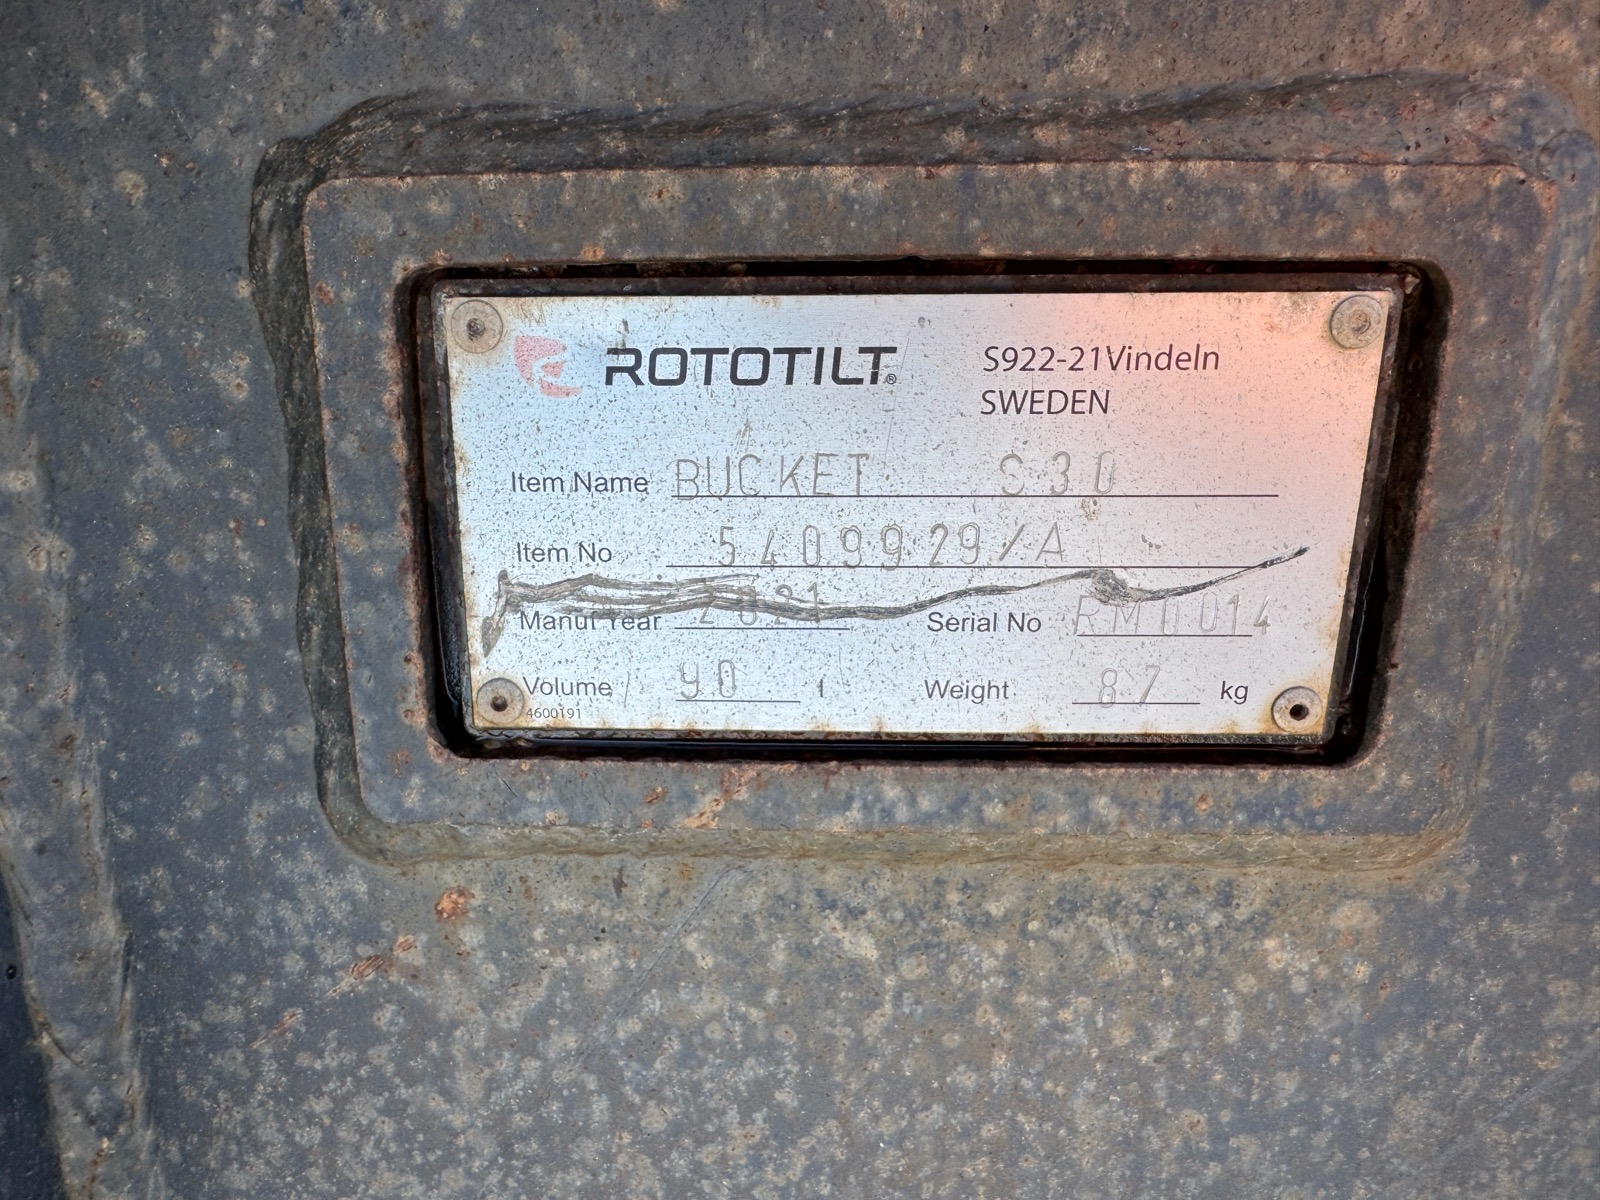 ROTOTILT® S922-21Vindeln
SWEDEN
Item Name BUCKET S30
Item No 5409929/A
Manuf Year 2021 Serial No RM0014
Volume 90 l Weight 87 kg
4600191